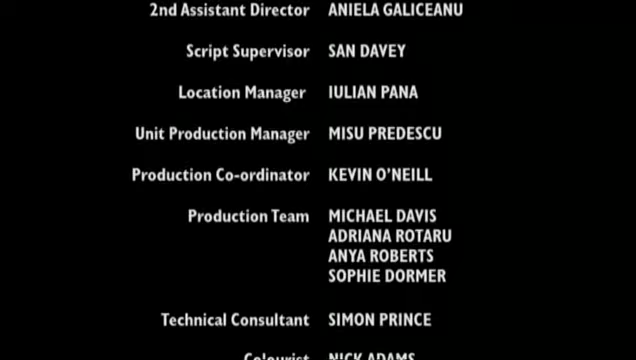 2nd Assistant Director ANIELA GALICEANU
Script Supervisor SAN DAVEY
Location Manager IULIAN PANA
Unit Production Manager MISU PREDESCU
Production Co-ordinator KEVIN O'NEILL
Production Team MICHAEL DAVIS
ADRIANA ROTARU
ANYA ROBERTS
SOPHIE DORMER
Technical Consultant SIMON PRINCE
Colourist NICK ADAMS